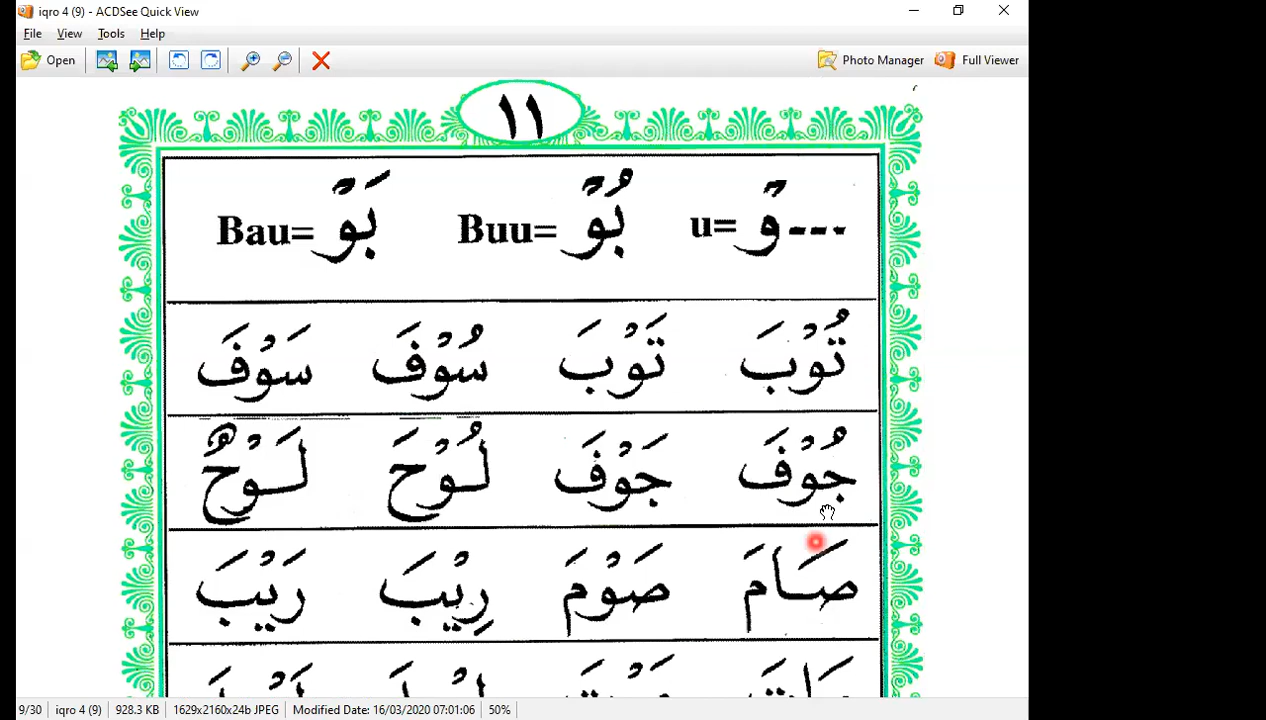 iqro 4 (9) - ACDSee Quick View
File View Tools Help
Open Photo Manager Full Viewer
١١
---وْ =u بُوْ =Buu بَوْ =Bau
تُوْبَ تَوْبَ سُوْفَ سَوْفَ
جُوْفَ جَوْفَ لُوْحَ لَوْحٌ
صَامَ صَوْمَ رِيْبَ رَيْبَ
9/30 iqro 4 (9) 928.3 KB 1629x2160x24b JPEG Modified Date: 16/03/2020 07:01:06 50%